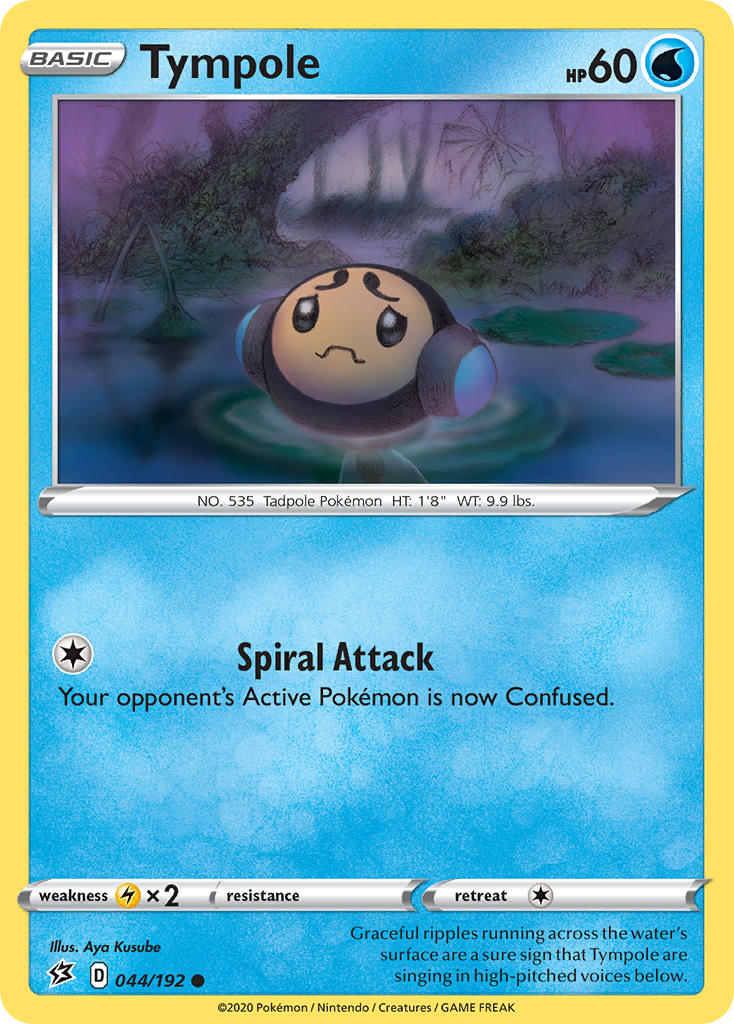 BASIC
Tympole
HP60
NO. 535 Tadpole Pokémon HT: 1'8" WT: 9.9 lbs.
Spiral Attack
Your opponent's Active Pokémon is now Confused.
weakness ×2 resistance retreat
Illus. Aya Kusube
Graceful ripples running across the water's
surface are a sure sign that Tympole are
singing in high-pitched voices below.
D 044/192
©2020 Pokémon / Nintendo / Creatures / GAME FREAK